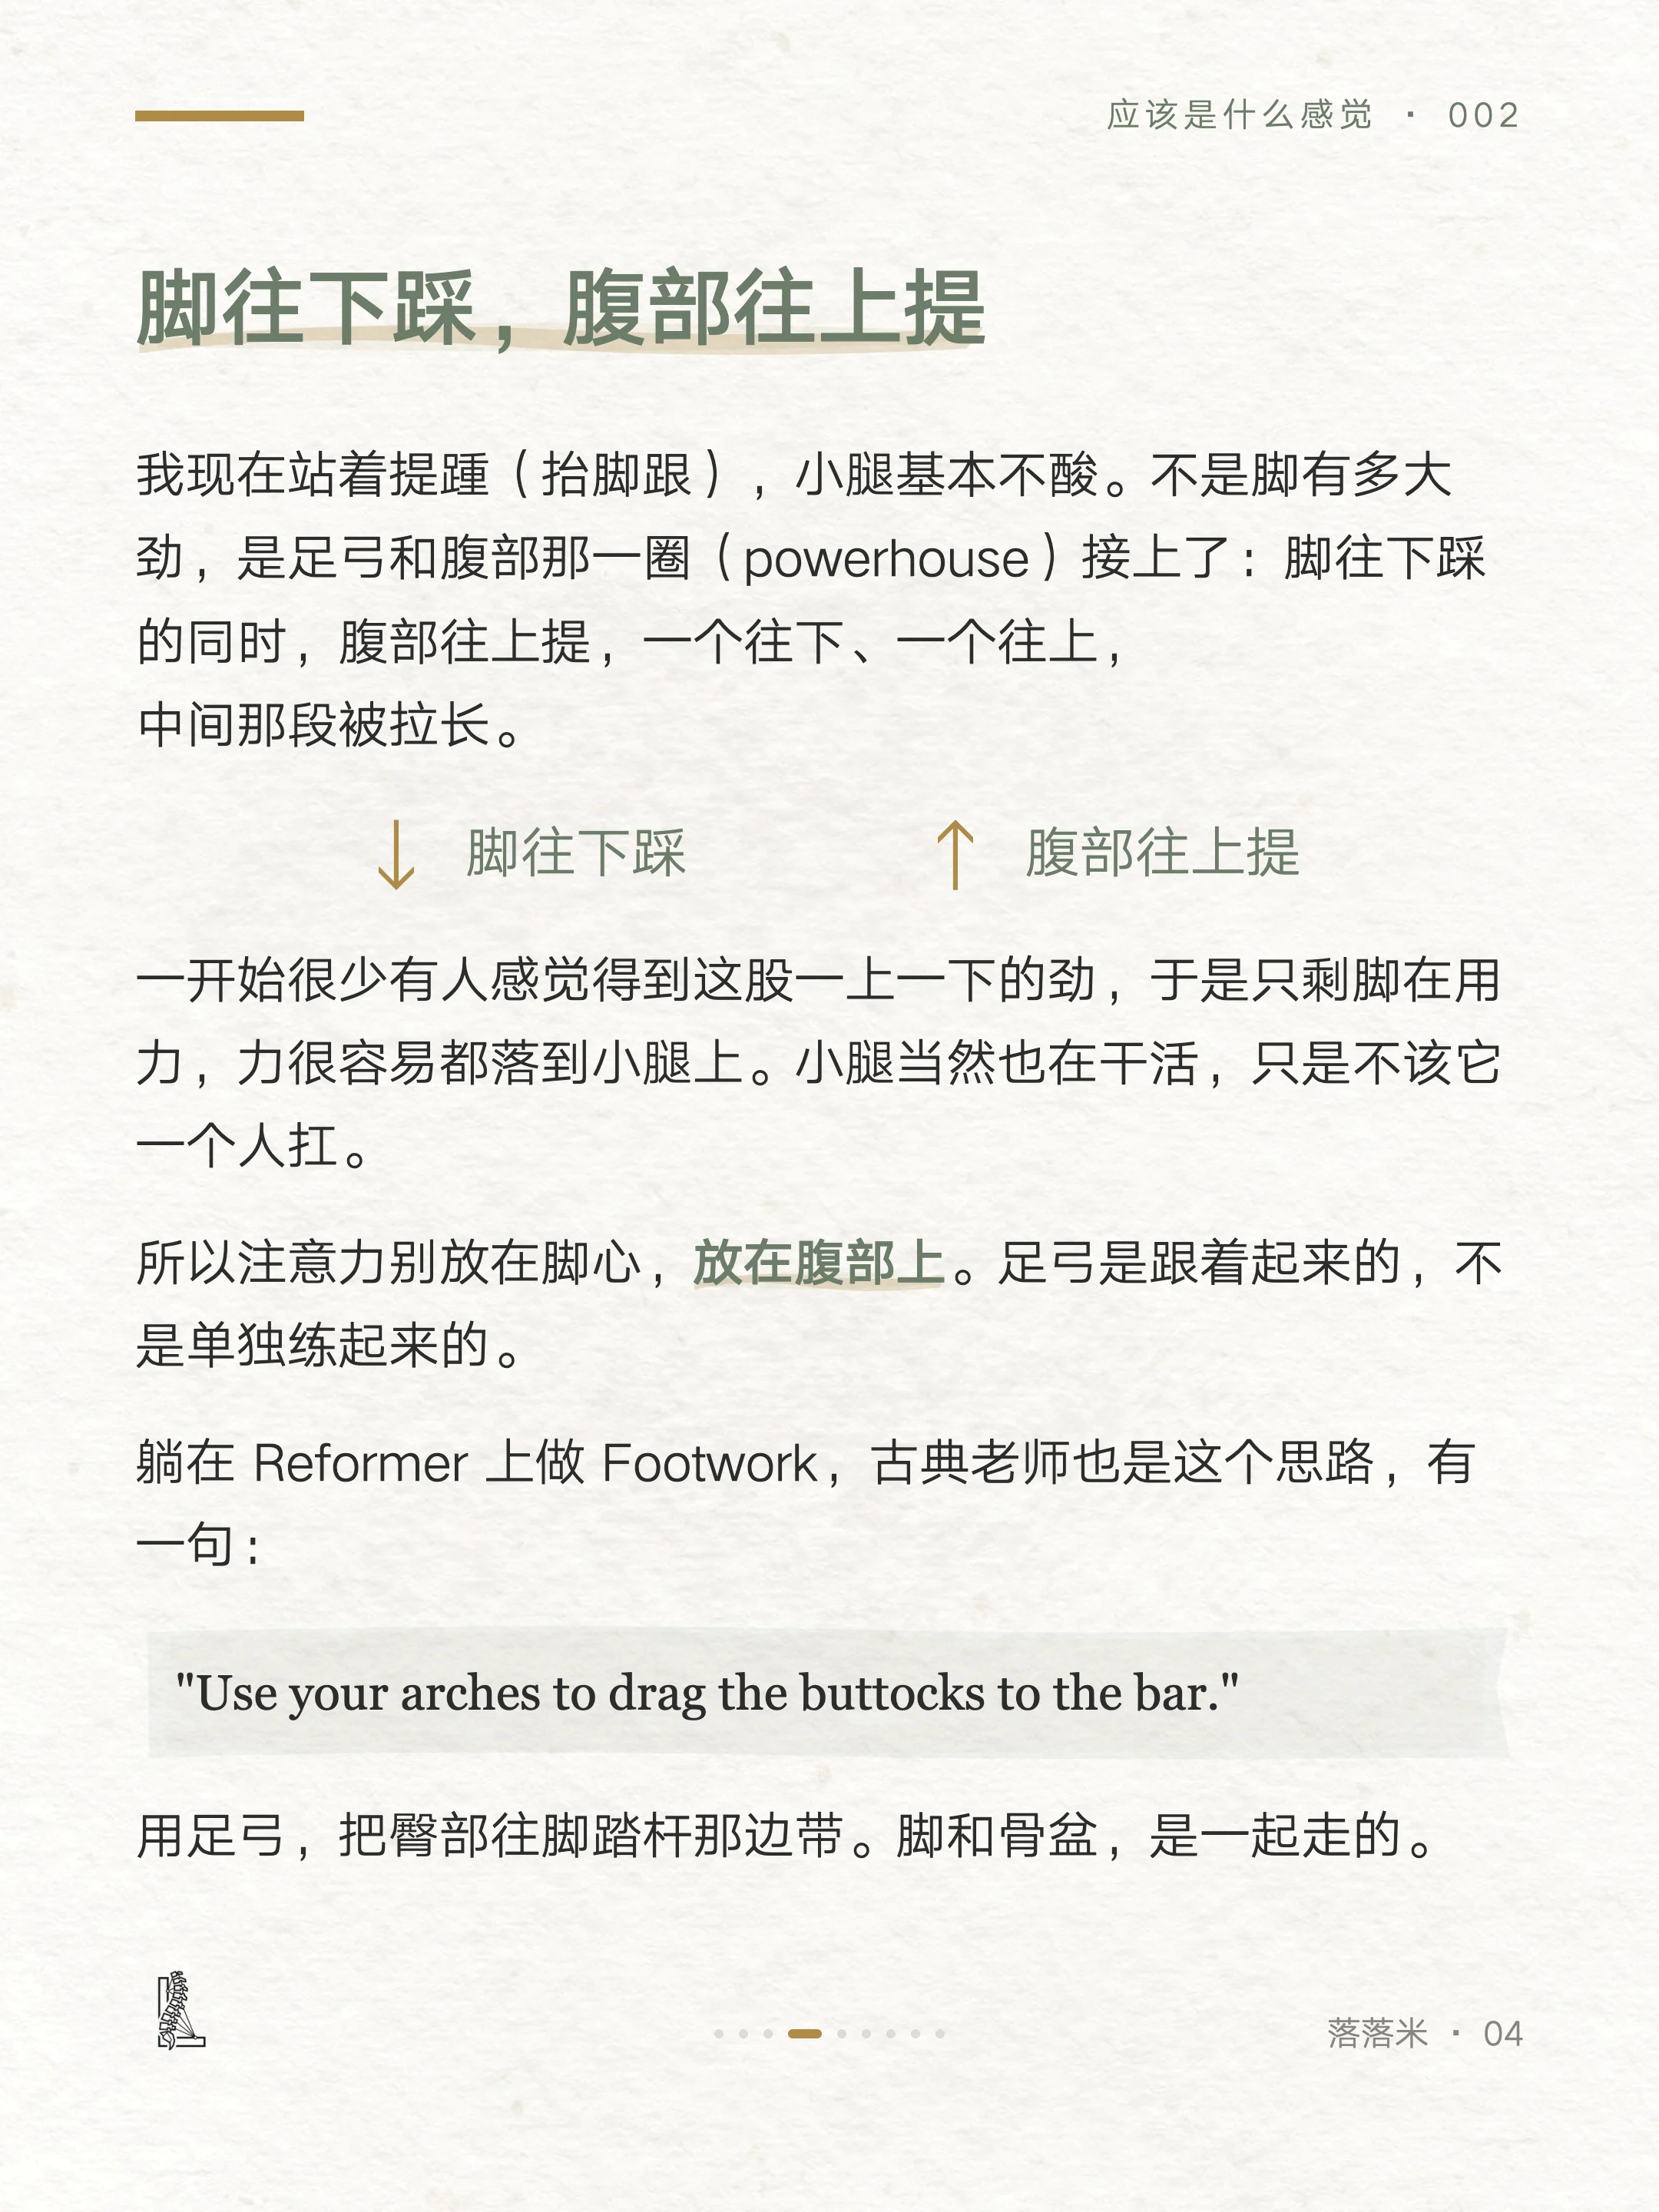 应该是什么感觉 · 002
脚往下踩，腹部往上提
我现在站着提踵（抬脚跟），小腿基本不酸。不是脚有多大
劲，是足弓和腹部那一圈（powerhouse）接上了：脚往下踩
的同时，腹部往上提，一个往下、一个往上，
中间那段被拉长。
↓ 脚往下踩 ↑ 腹部往上提
一开始很少有人感觉得到这股一上一下的劲，于是只剩脚在用
力，力很容易都落到小腿上。小腿当然也在干活，只是不该它
一个人扛。
所以注意力别放在脚心，放在腹部上。足弓是跟着起来的，不
是单独练起来的。
躺在 Reformer 上做 Footwork，古典老师也是这个思路，有
一句：
"Use your arches to drag the buttocks to the bar."
用足弓，把臀部往脚踏杆那边带。脚和骨盆，是一起走的。
落落米 · 04